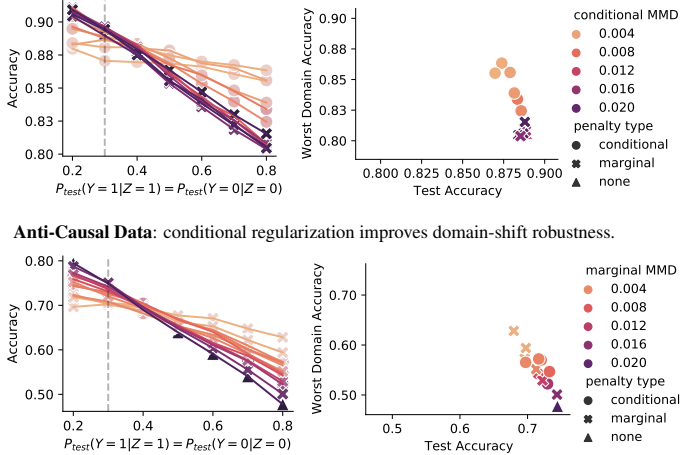 0.90
0.88
0.85
0.83
0.80
Accuracy
0.2 0.4 0.6 0.8
P_test(Y = 1|Z = 1) = P_test(Y = 0|Z = 0)
0.90
0.88
0.85
0.83
0.80
Worst Domain Accuracy
0.800 0.825 0.850 0.875 0.900
Test Accuracy
conditional MMD
0.004
0.008
0.012
0.016
0.020
penalty type
conditional
marginal
none
Anti-Causal Data: conditional regularization improves domain-shift robustness.
0.80
0.70
0.60
0.50
Accuracy
0.2 0.4 0.6 0.8
P_test(Y = 1|Z = 1) = P_test(Y = 0|Z = 0)
0.70
0.60
0.50
Worst Domain Accuracy
0.5 0.6 0.7
Test Accuracy
marginal MMD
0.004
0.008
0.012
0.016
0.020
penalty type
conditional
marginal
none